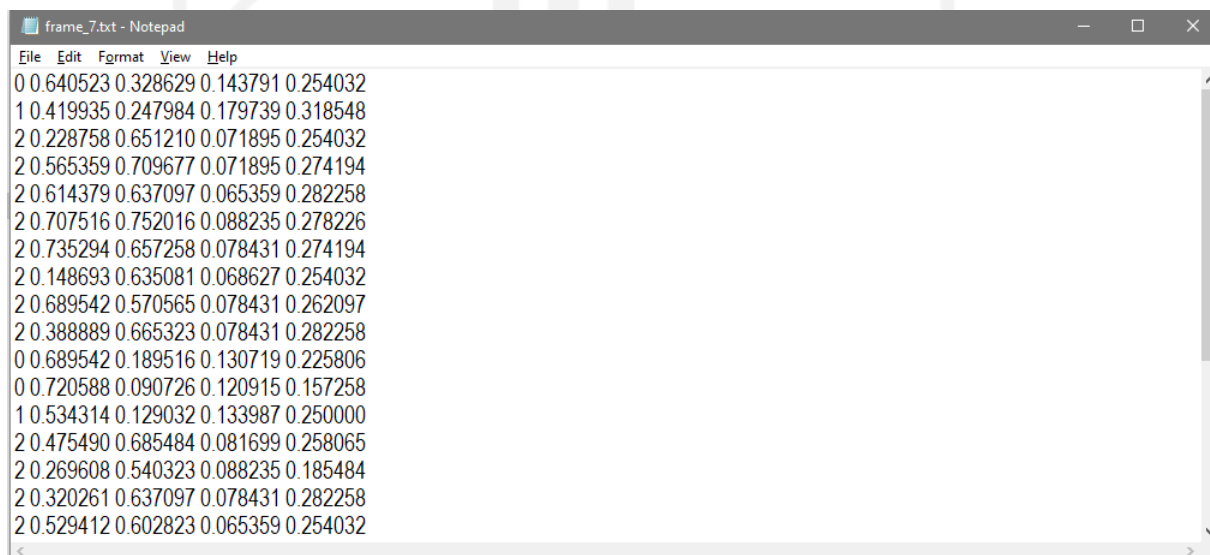 frame_7.txt - Notepad
File Edit Format View Help
0 0.640523 0.328629 0.143791 0.254032
1 0.419935 0.247984 0.179739 0.318548
2 0.228758 0.651210 0.071895 0.254032
2 0.565359 0.709677 0.071895 0.274194
2 0.614379 0.637097 0.065359 0.282258
2 0.707516 0.752016 0.088235 0.278226
2 0.735294 0.657258 0.078431 0.274194
2 0.148693 0.635081 0.068627 0.254032
2 0.689542 0.570565 0.078431 0.262097
2 0.388889 0.665323 0.078431 0.282258
0 0.689542 0.189516 0.130719 0.225806
0 0.720588 0.090726 0.120915 0.157258
1 0.534314 0.129032 0.133987 0.250000
2 0.475490 0.685484 0.081699 0.258065
2 0.269608 0.540323 0.088235 0.185484
2 0.320261 0.637097 0.078431 0.282258
2 0.529412 0.602823 0.065359 0.254032